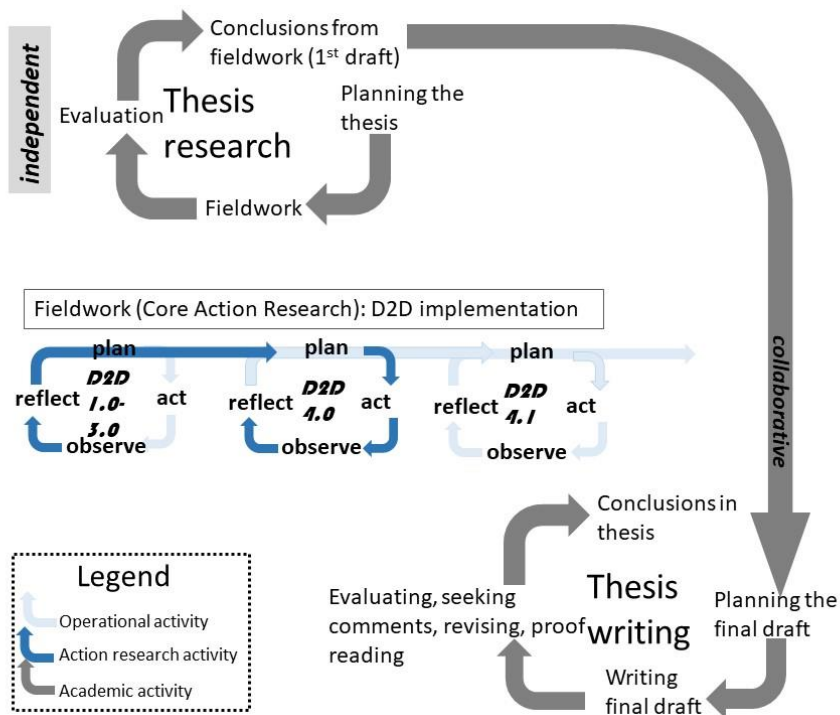 independent
Conclusions from
fieldwork (1st draft)
Evaluation
Thesis
research
Planning the
thesis
Fieldwork
Fieldwork (Core Action Research): D2D implementation
plan
reflect
D2D
1.0-
3.0
act
observe
plan
reflect
D2D
4.0
act
observe
plan
reflect
D2D
4.1
act
observe
collaborative
Conclusions in
thesis
Evaluating, seeking
comments, revising, proof
reading
Thesis
writing
Planning the
final draft
Writing
final draft
Legend
Operational activity
Action research activity
Academic activity